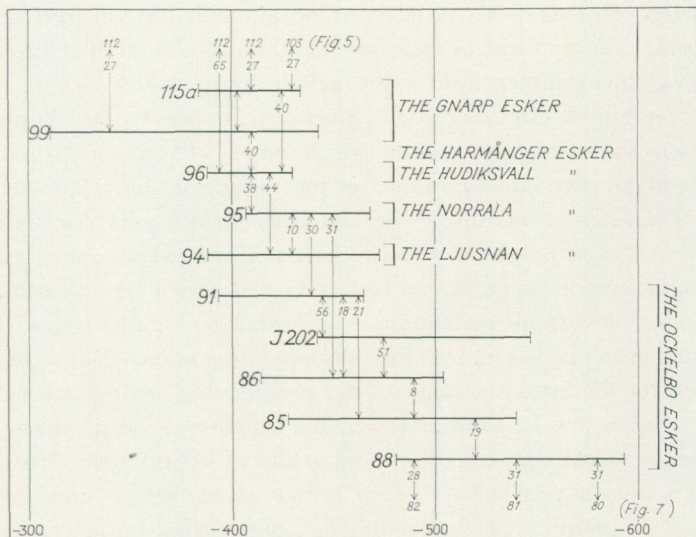 112 112 112 103 (Fig. 5)
27 65 27 27
115a
40
THE GNARP ESKER
99
40
THE HARMÅNGER ESKER
96
THE HUDIKSVALL "
38 44
95
THE NORRALA "
10 30 31
94
THE LJUSNAN "
91
56 18 21
J 202
51
86
8
85
19
88
THE OCKELBO ESKER
28 31 31
82 81 80 (Fig. 7)
-300 -400 -500 -600